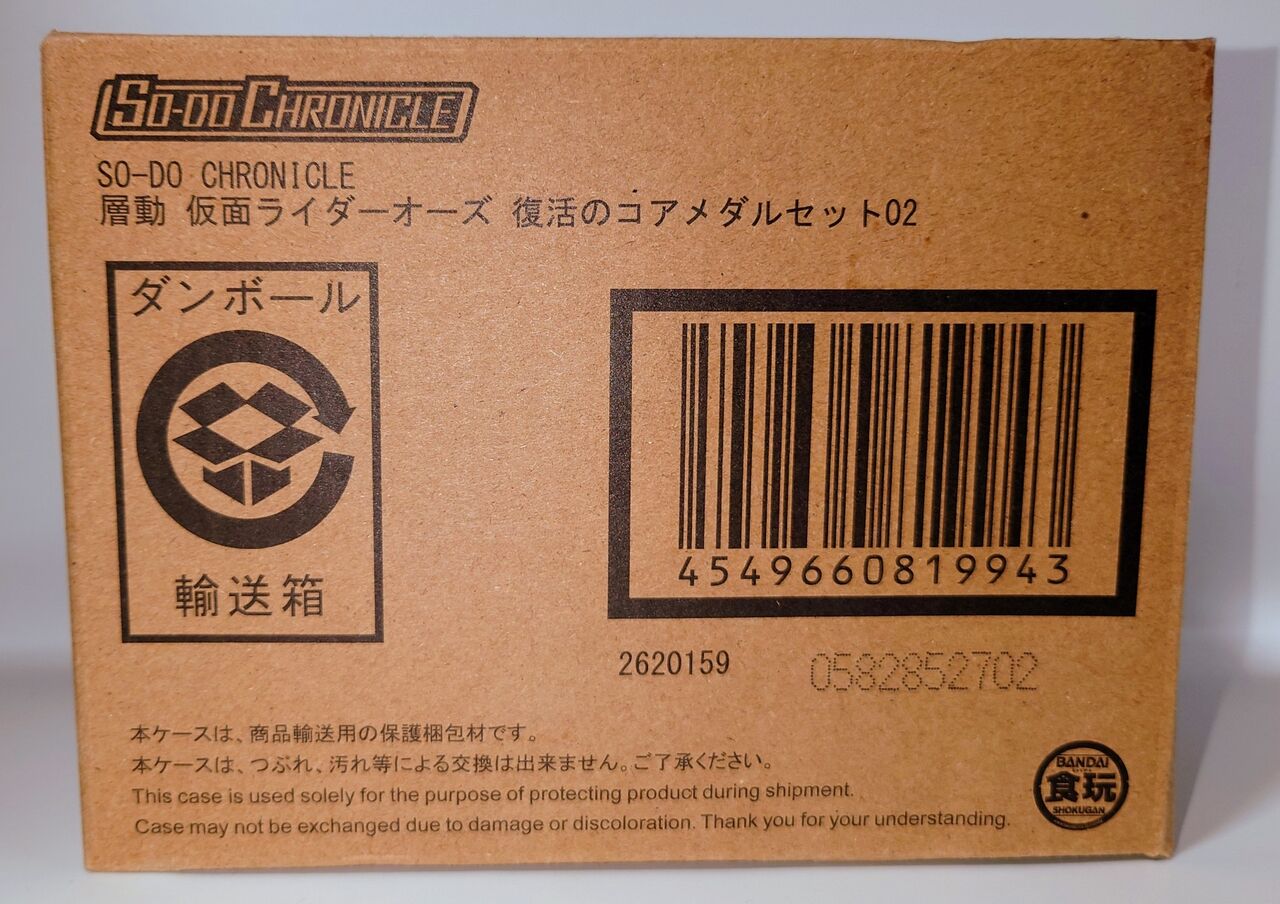 SO-DO CHRONICLE
SO-DO CHRONICLE
層動 仮面ライダーオーズ 復活のコアメダルセット02
ダンボール
輸送箱
4549660819943
2620159
0582852702
本ケースは、商品輸送用の保護梱包材です。
本ケースは、つぶれ、汚れ等による交換は出来ません。ご了承ください。
This case is used solely for the purpose of protecting product during shipment.
Case may not be exchanged due to damage or discoloration. Thank you for your understanding.
BANDAI
食玩
SHOKUGAN